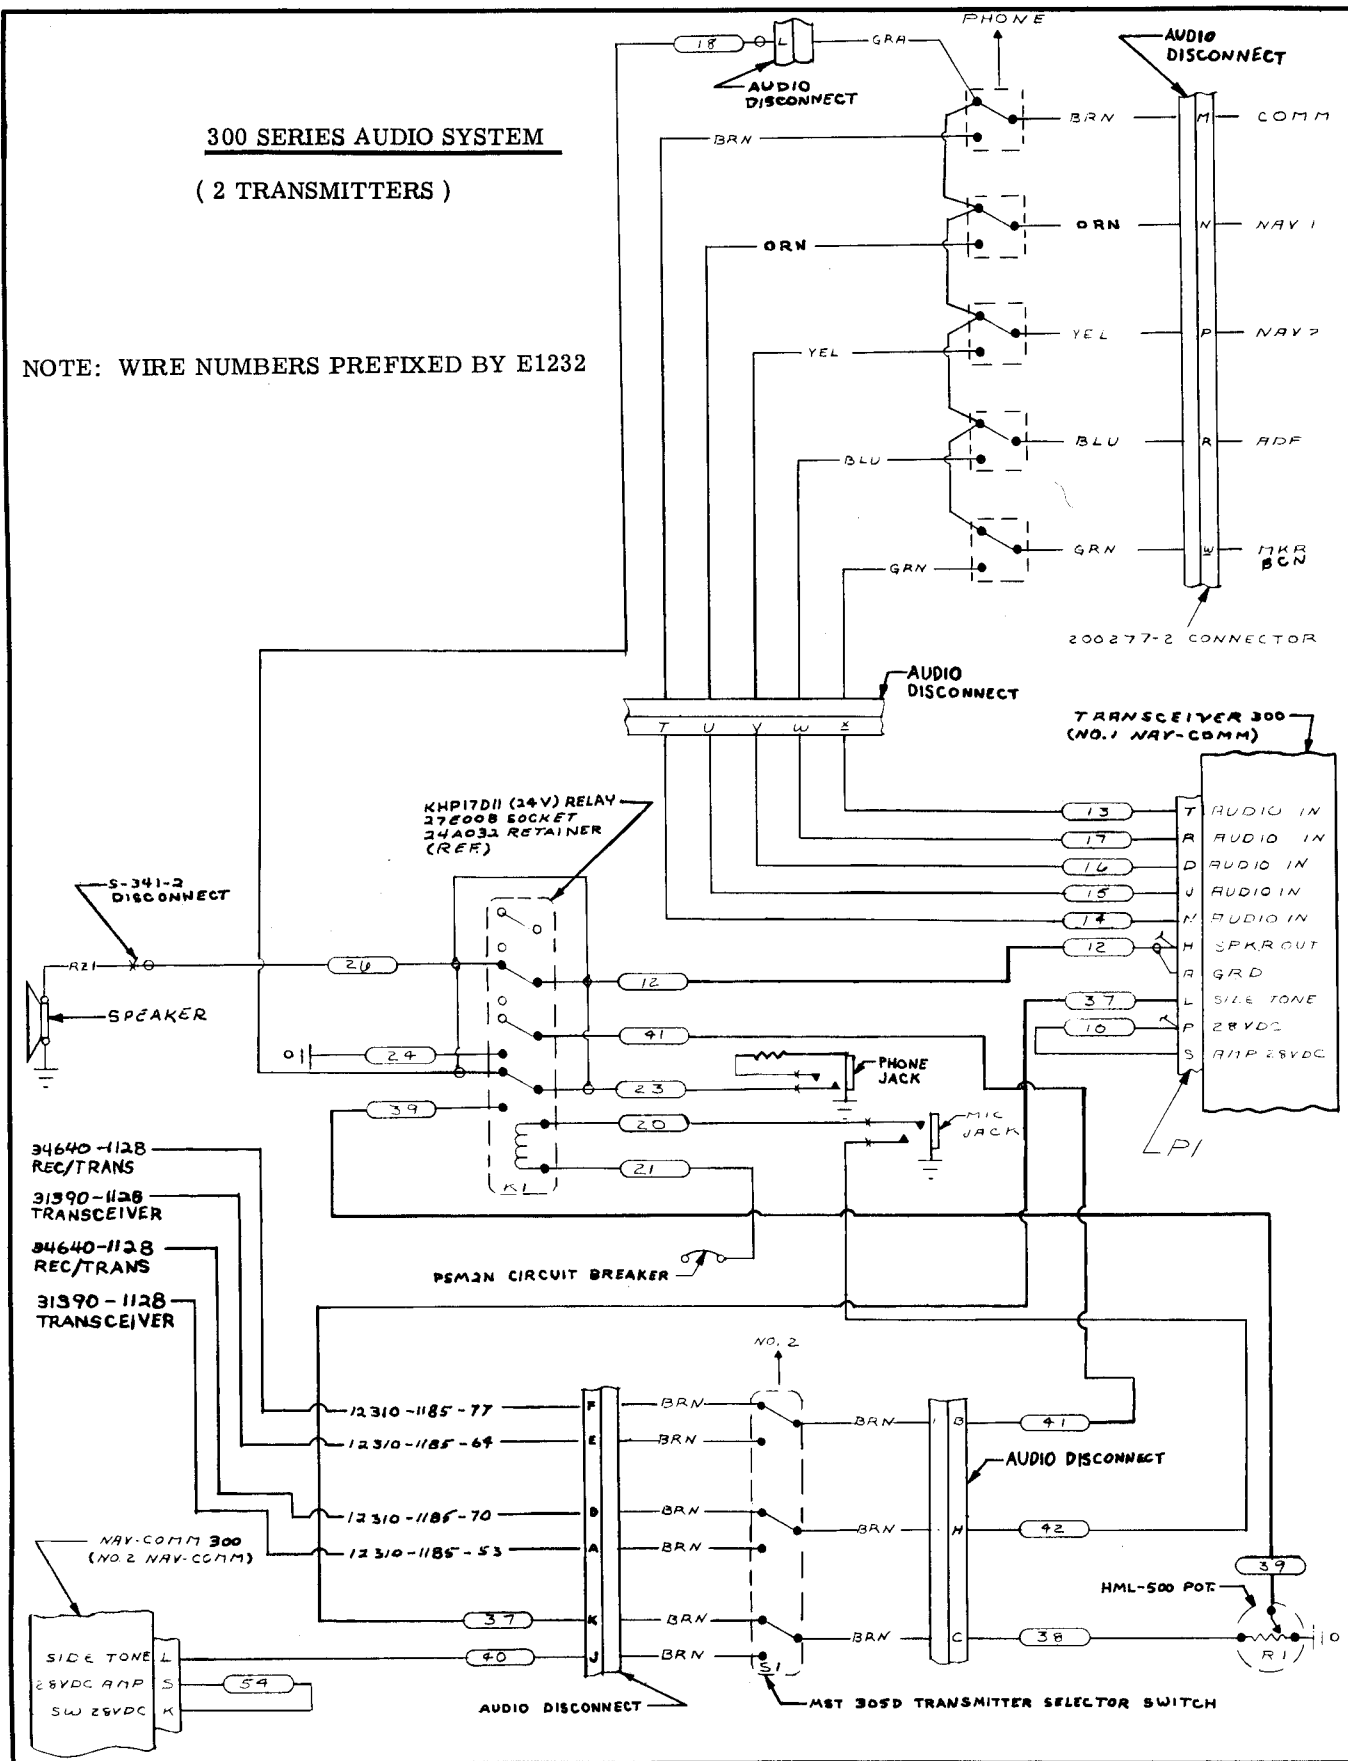 PHONE
18
L
GRA
AUDIO
DISCONNECT
AUDIO
DISCONNECT
300 SERIES AUDIO SYSTEM
( 2 TRANSMITTERS )
BRN
BRN
M
COMM
ORN
ORN
N
NAV 1
NOTE: WIRE NUMBERS PREFIXED BY E1232
YEL
YEL
P
NAV 2
BLU
BLU
R
ADF
GRN
GRN
W
MKR
BCN
200277-2 CONNECTOR
AUDIO
DISCONNECT
T U V W X
TRANSCEIVER 300
(NO.1 NAV-COMM)
KHP17D11 (24V) RELAY
27E008 SOCKET
24A032 RETAINER
(REF)
13 T AUDIO IN
17 R AUDIO IN
16 D AUDIO IN
15 J AUDIO IN
14 N AUDIO IN
12 H SPKR OUT
A GRD
37 L SIDE TONE
10 P 28VDC
S AMP 28VDC
P1
S-341-2
DISCONNECT
R21
26
12
SPEAKER
41
24
PHONE
JACK
23
39
20
MIC
JACK
21
K1
34640-1128
REC/TRANS
31390-1128
TRANSCEIVER
34640-1128
REC/TRANS
31390-1128
TRANSCEIVER
PSM2N CIRCUIT BREAKER
NO. 2
12310-1185-77
F
BRN
BRN
B
41
12310-1185-64
E
BRN
AUDIO DISCONNECT
12310-1185-70
D
BRN
BRN
H
42
12310-1185-53
A
BRN
NAV-COMM 300
(NO.2 NAV-COMM)
39
HML-500 POT.
37
K
BRN
BRN
C
38
R1
SIDE TONE L
40
J
BRN
S1
28VDC AMP S
54
SW 28VDC K
AUDIO DISCONNECT
MST 305D TRANSMITTER SELECTOR SWITCH